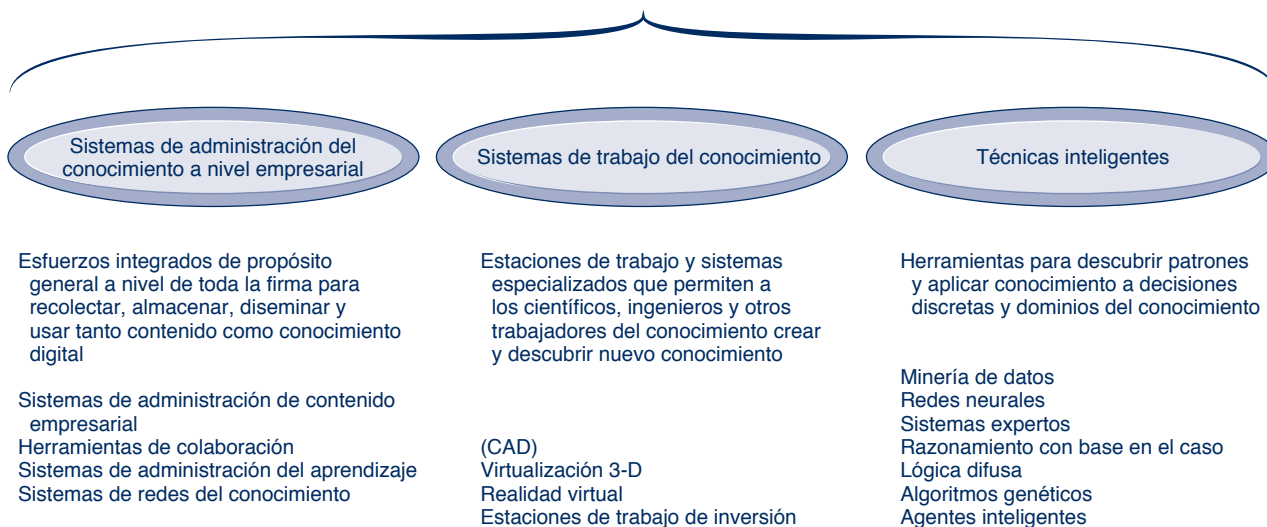 Sistemas de administración del
conocimiento a nivel empresarial
Sistemas de trabajo del conocimiento
Técnicas inteligentes
Esfuerzos integrados de propósito
general a nivel de toda la firma para
recolectar, almacenar, diseminar y
usar tanto contenido como conocimiento
digital
Sistemas de administración de contenido
empresarial
Herramientas de colaboración
Sistemas de administración del aprendizaje
Sistemas de redes del conocimiento
Estaciones de trabajo y sistemas
especializados que permiten a
los científicos, ingenieros y otros
trabajadores del conocimiento crear
y descubrir nuevo conocimiento
(CAD)
Virtualización 3-D
Realidad virtual
Estaciones de trabajo de inversión
Herramientas para descubrir patrones
y aplicar conocimiento a decisiones
discretas y dominios del conocimiento
Minería de datos
Redes neurales
Sistemas expertos
Razonamiento con base en el caso
Lógica difusa
Algoritmos genéticos
Agentes inteligentes